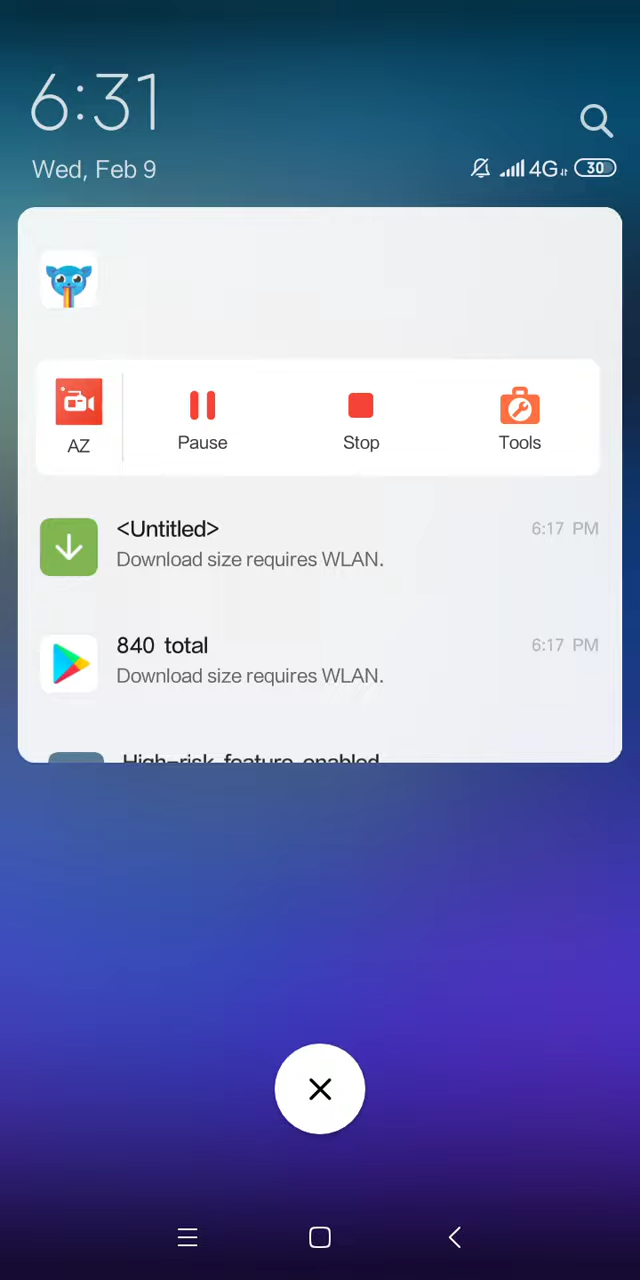 6:31
Wed, Feb 9
4G 30
AZ
Pause
Stop
Tools
<Untitled>
6:17 PM
Download size requires WLAN.
840 total
6:17 PM
Download size requires WLAN.
High-risk feature enabled